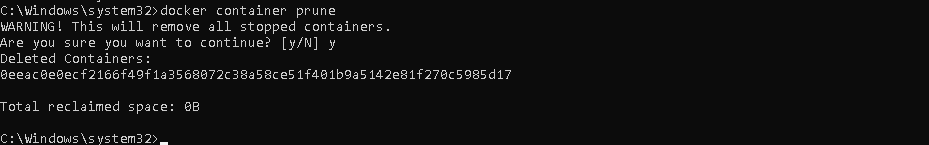 C:\Windows\system32>docker container prune
WARNING! This will remove all stopped containers.
Are you sure you want to continue? [y/N] y
Deleted Containers:
0eeac0e0ecf2166f49f1a3568072c38a58ce51f401b9a5142e81f270c5985d17
Total reclaimed space: 0B
C:\Windows\system32>